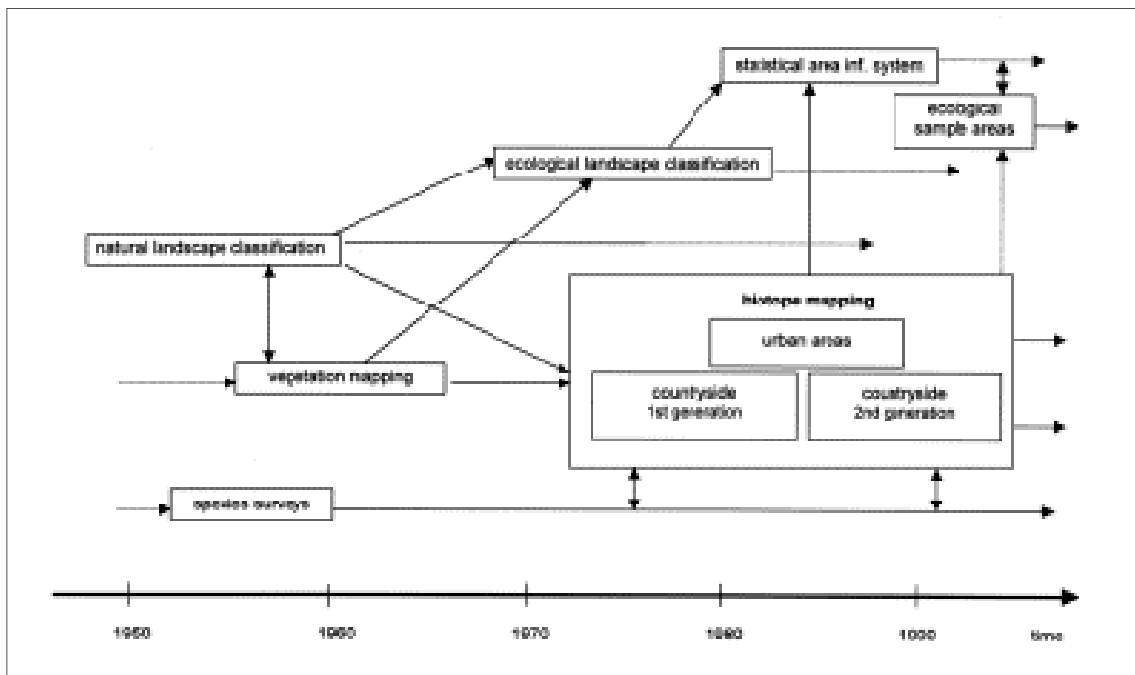 statistical area inf. system
ecological
sample areas
ecological landscape classification
natural landscape classification
biotope mapping
urban areas
vegetation mapping
countyside
1st generation
countryside
2nd generation
species surveys
1950
1960
1970
1980
1990
time